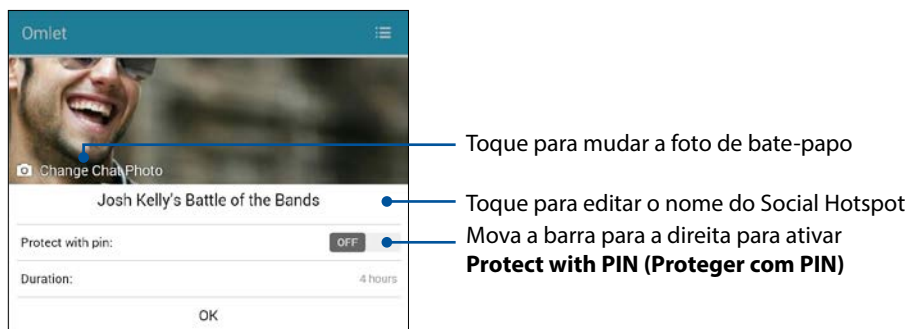 Omlet
Change Chat Photo
Toque para mudar a foto de bate-papo
Josh Kelly's Battle of the Bands
Toque para editar o nome do Social Hotspot
Protect with pin:
OFF
Mova a barra para a direita para ativar
Protect with PIN (Proteger com PIN)
Duration:
4 hours
OK